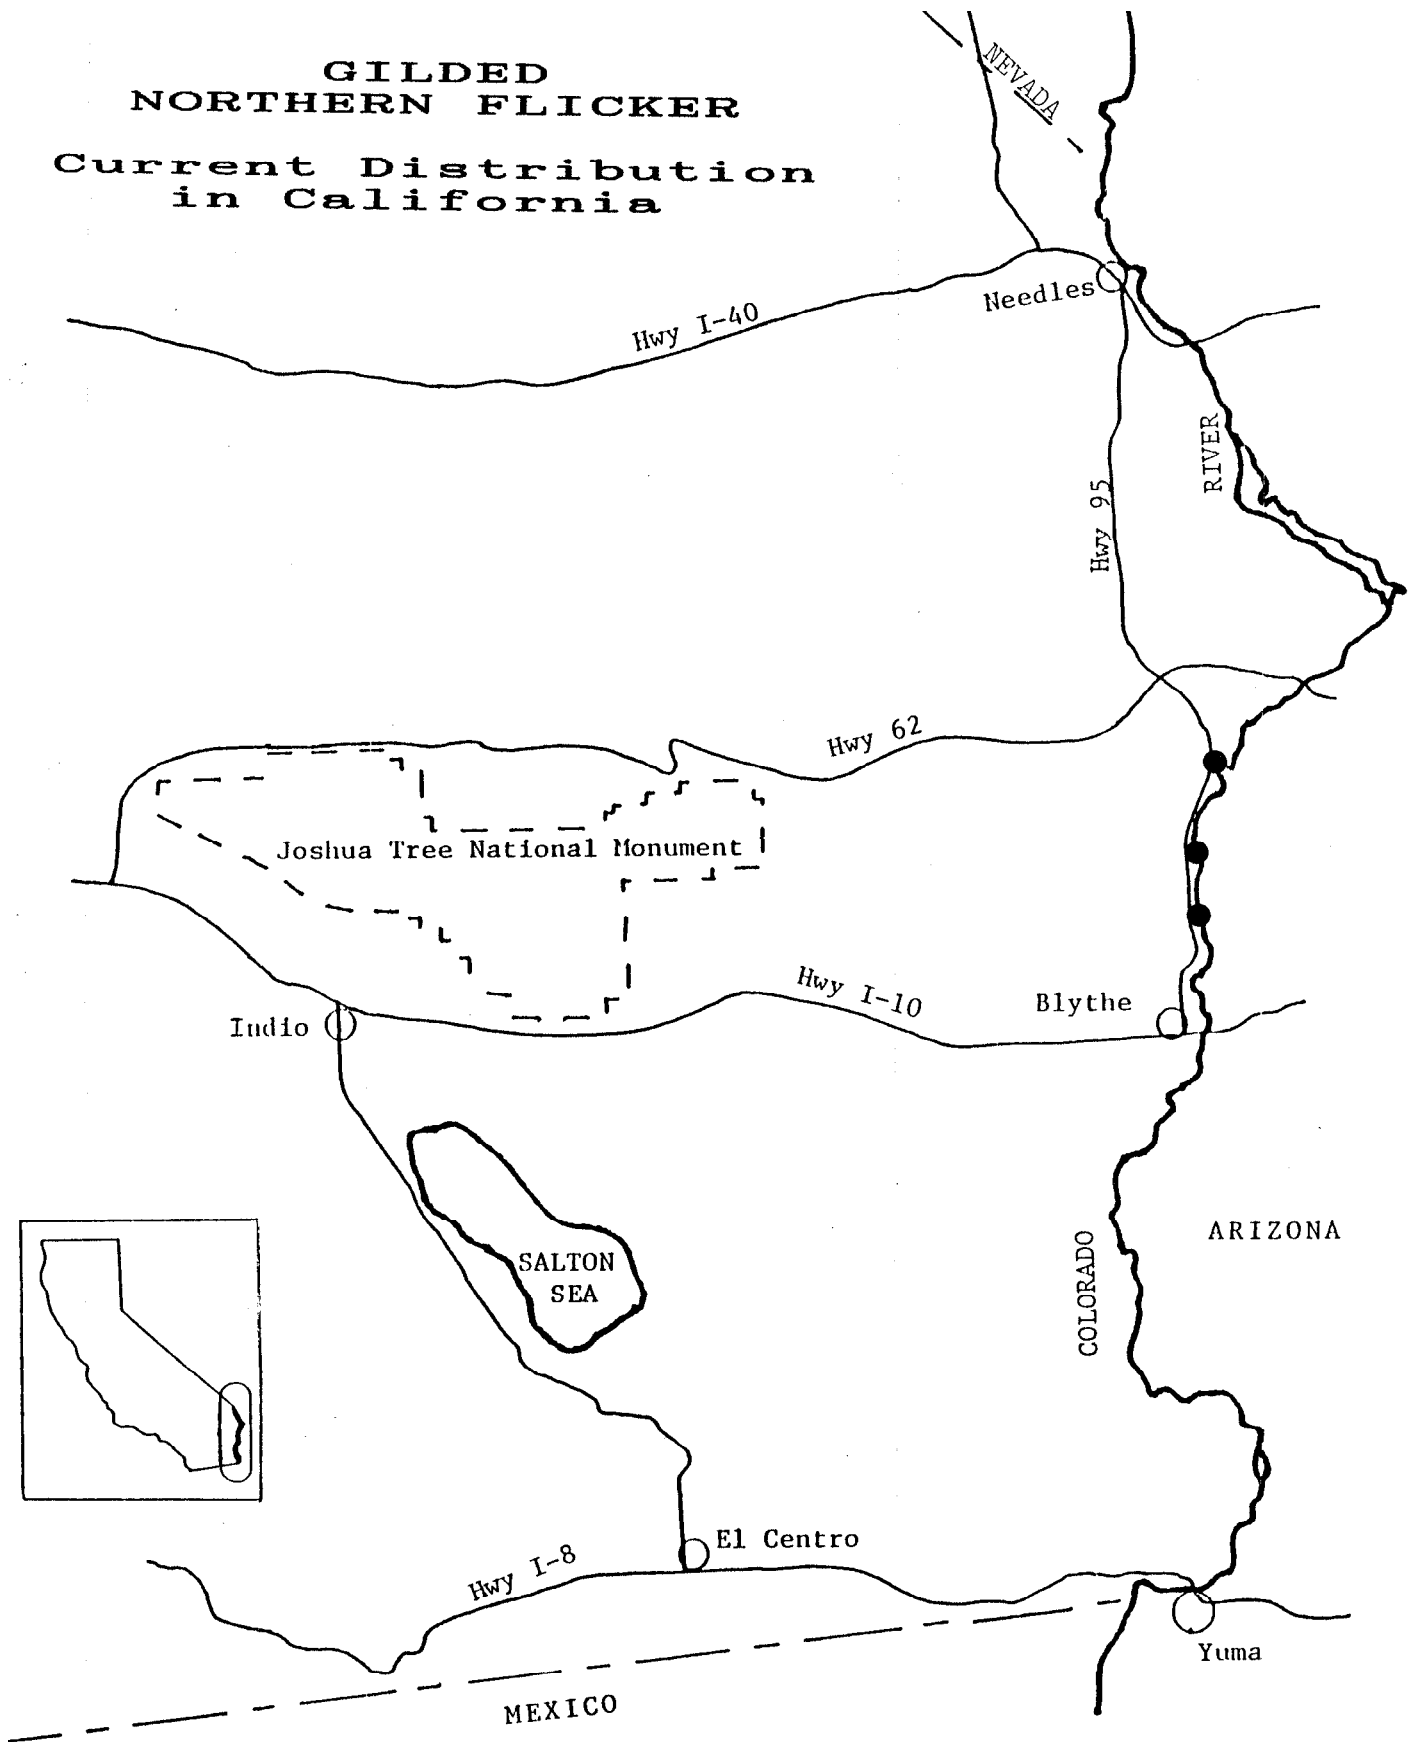 GILDED
NORTHERN FLICKER
Current Distribution
in California
NEVADA
Needles
Hwy I-40
RIVER
Hwy 95
Hwy 62
Joshua Tree National Monument
Hwy I-10
Blythe
Indio
ARIZONA
COLORADO
SALTON
SEA
El Centro
Hwy I-8
Yuma
MEXICO